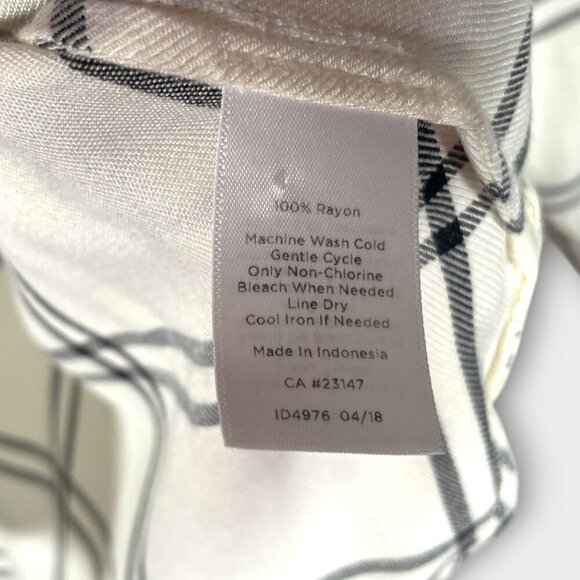 100% Rayon
Machine Wash Cold
Gentle Cycle
Only Non-Chlorine
Bleach When Needed
Line Dry
Cool Iron If Needed
Made In Indonesia
CA #23147
ID4976 04/18